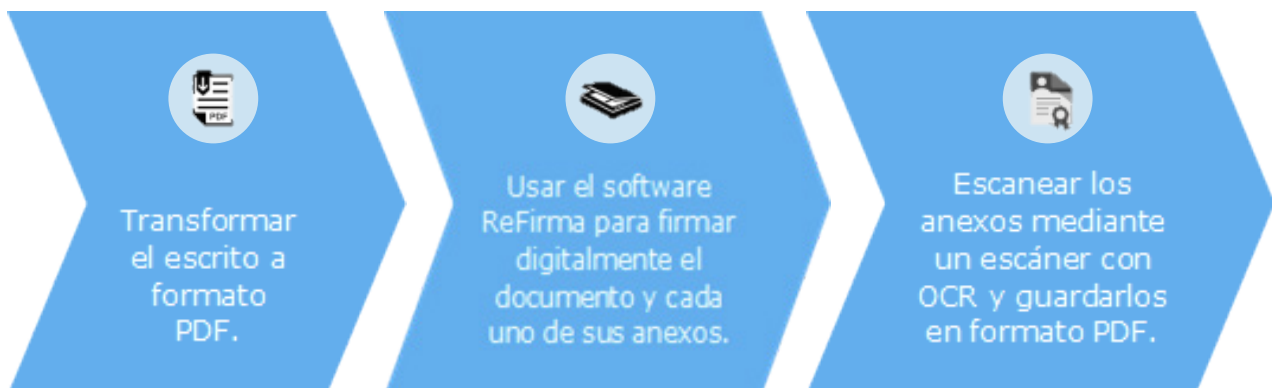 PDF
Transformar
el escrito a
formato
PDF.
Usar el software
ReFirma para firmar
digitalmente el
documento y cada
uno de sus anexos.
Escanear los
anexos mediante
un escáner con
OCR y guardarlos
en formato PDF.